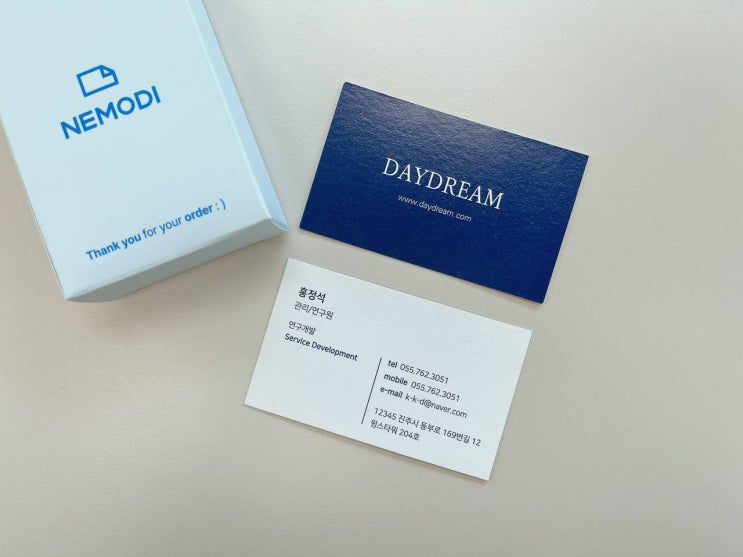 NEMODI
Thank you for your order : )
DAYDREAM
www.daydream.com
홍정석
관리/연구원
연구개발
Service Development
tel 055.762.3051
mobile 055.762.3051
e-mail k-k-d@naver.com
12345 진주시 동부로 169번길 12
윙스타워 204호